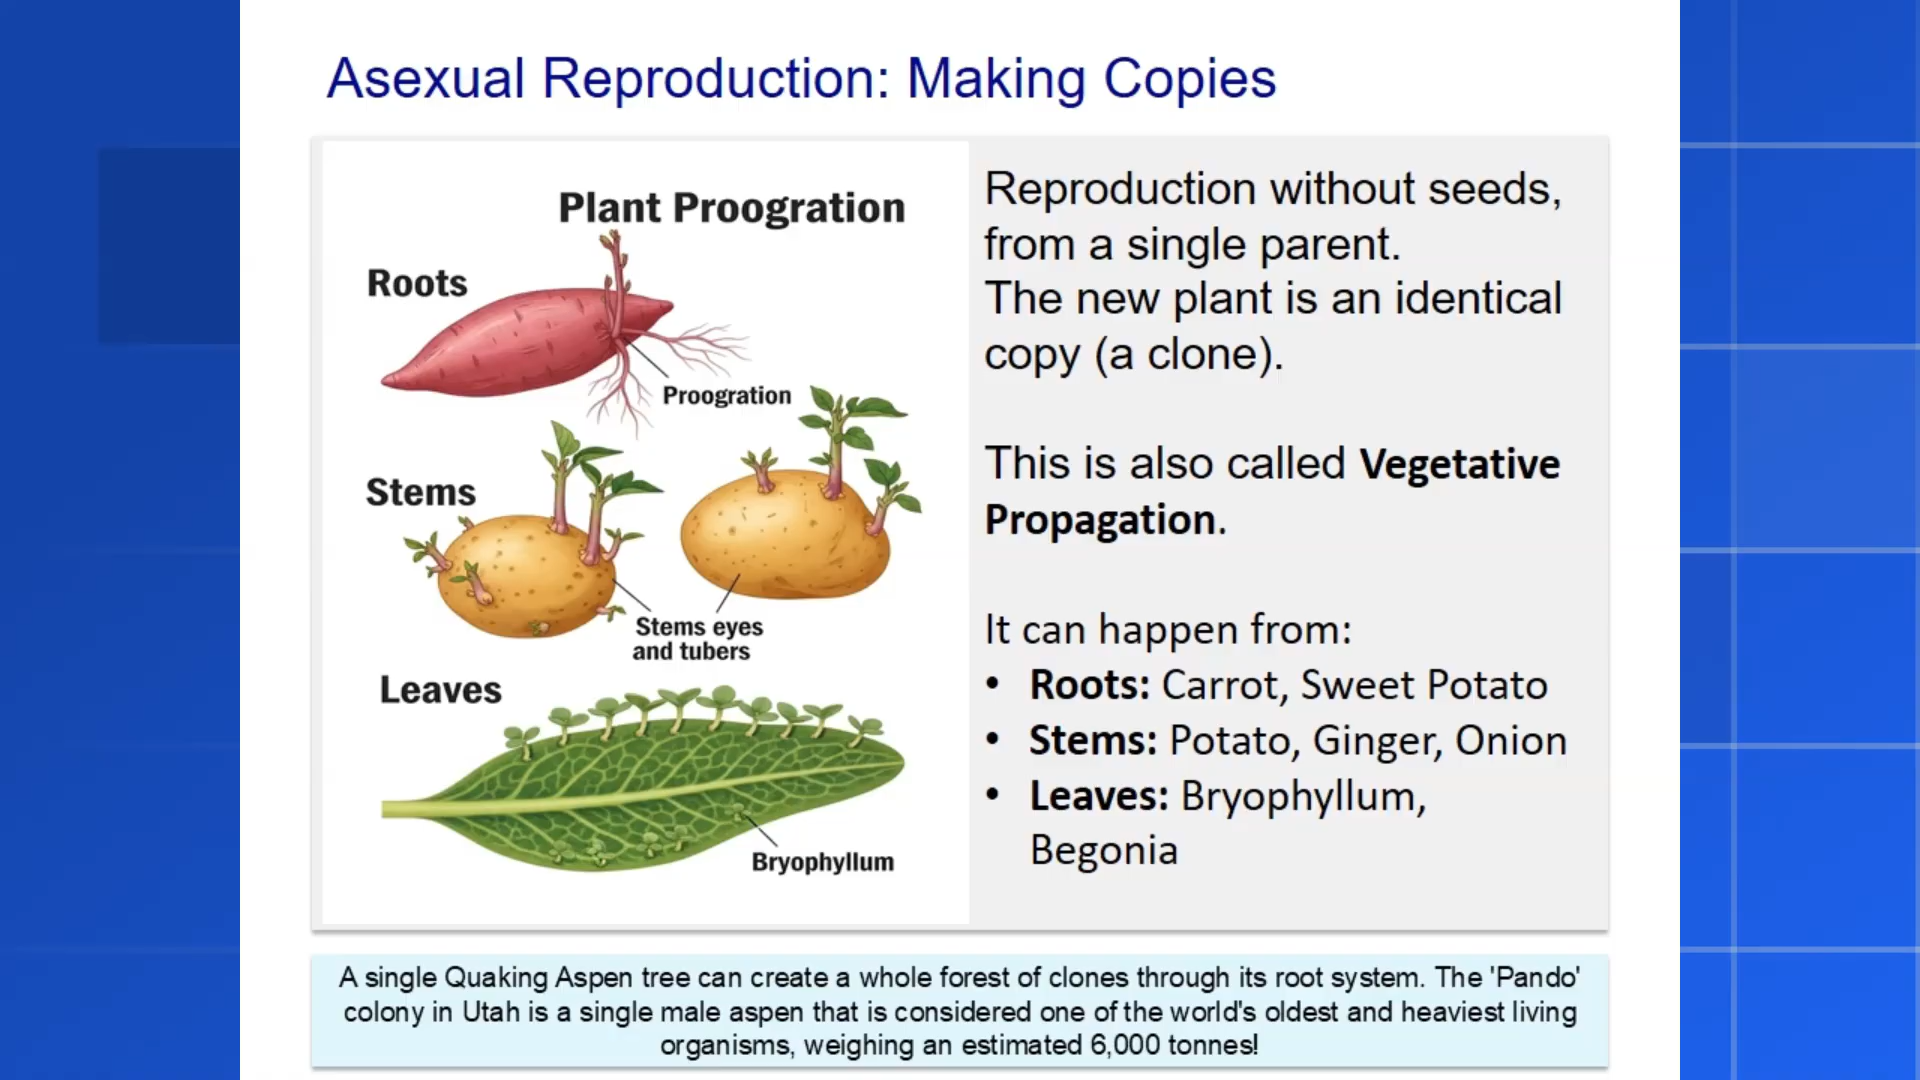 Asexual Reproduction: Making Copies
Plant Proogration
Roots
Proogration
Stems
Stems eyes
and tubers
Leaves
Bryophyllum
Reproduction without seeds,
from a single parent.
The new plant is an identical
copy (a clone).
This is also called Vegetative
Propagation.
It can happen from:
• Roots: Carrot, Sweet Potato
• Stems: Potato, Ginger, Onion
• Leaves: Bryophyllum,
Begonia
A single Quaking Aspen tree can create a whole forest of clones through its root system. The 'Pando'
colony in Utah is a single male aspen that is considered one of the world's oldest and heaviest living
organisms, weighing an estimated 6,000 tonnes!